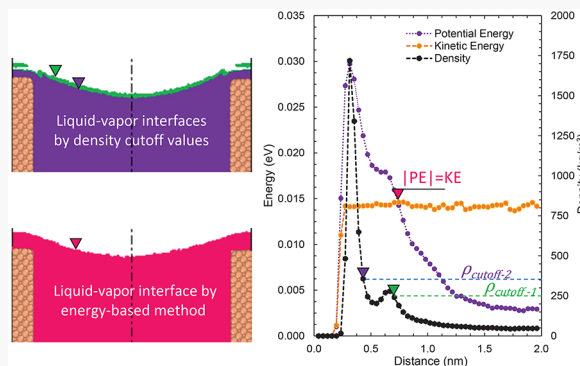 Liquid-vapor interfaces
by density cutoff values
Liquid-vapor interface by
energy-based method
Potential Energy
Kinetic Energy
Density
|PE|=KE
ρcutoff-2
ρcutoff-1
Energy (eV)
0.035
0.030
0.025
0.020
0.015
0.010
0.005
0.000
2000
1750
1500
1250
1000
750
500
250
0
0.0
0.5
1.0
1.5
2.0
Distance (nm)